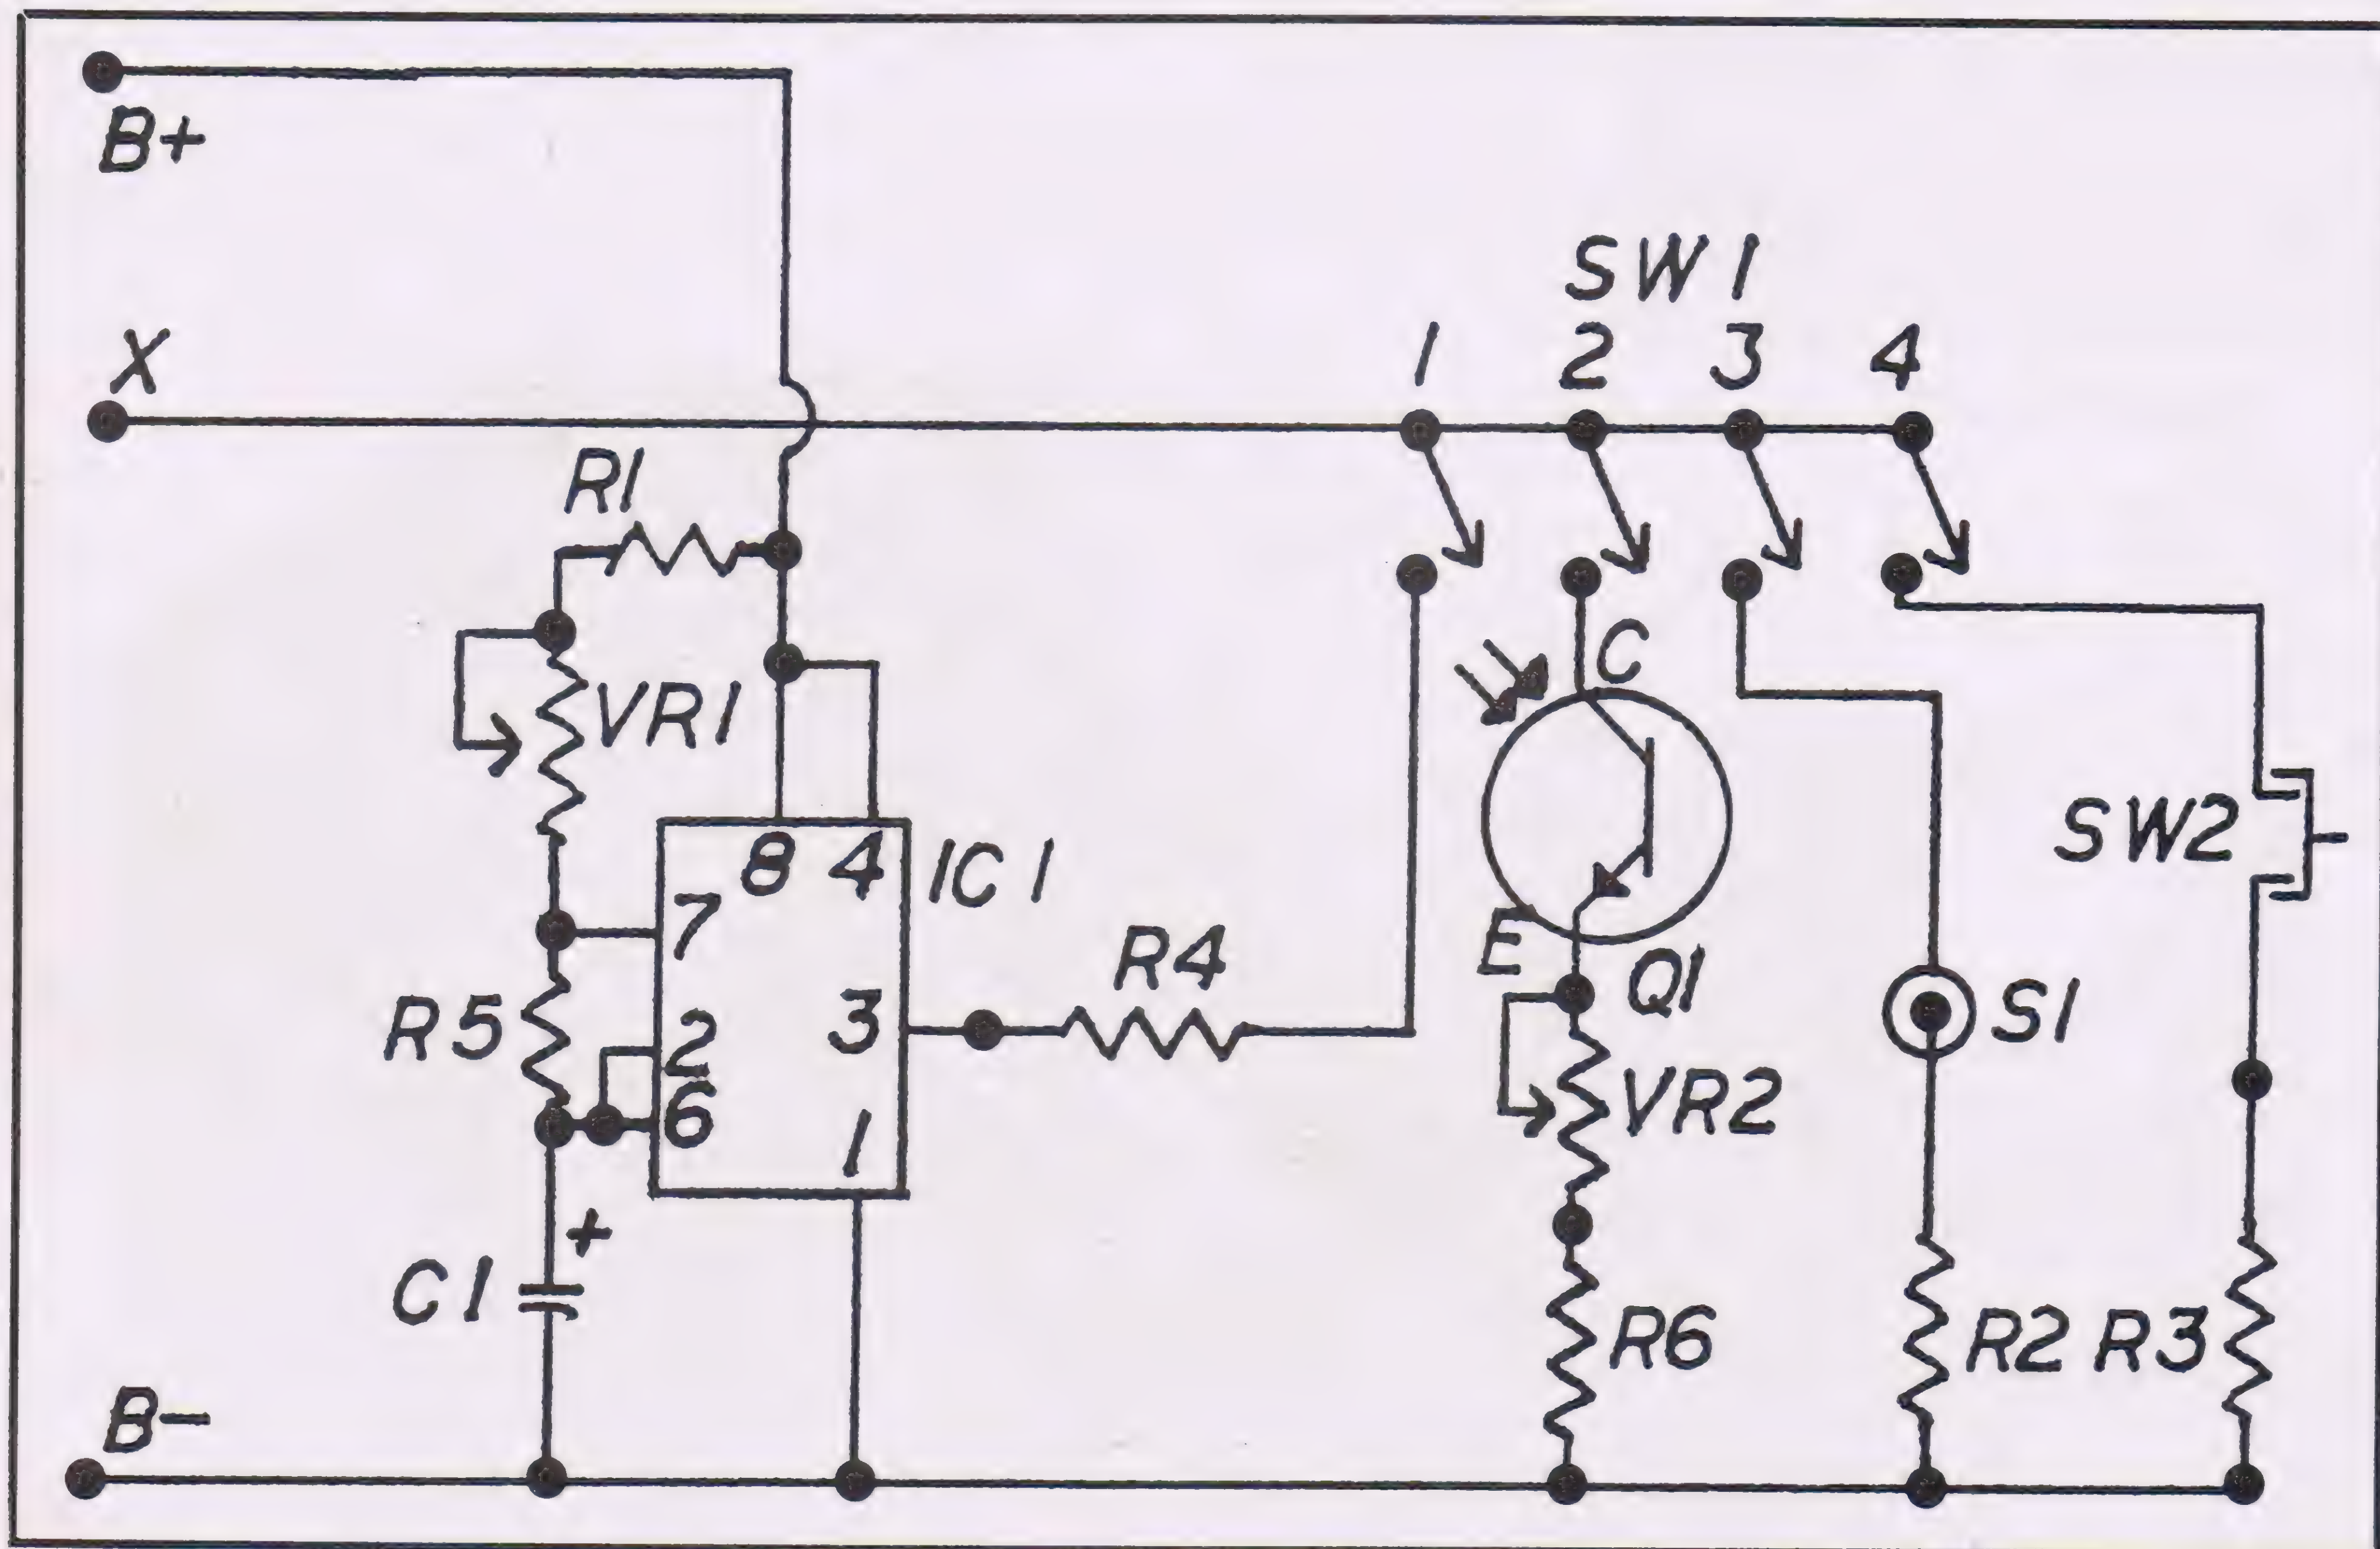 B+
X
SW1
1 2 3 4
R1
VR1
C
8 4 IC1
SW2
7
R4
E Q1
R5 2 3
S1
6
VR2
1
+
C1
R6 R2 R3
B-